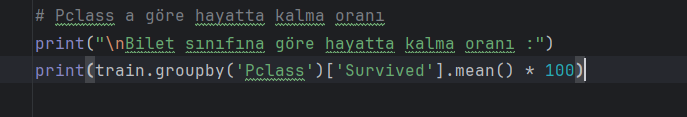 # Pclass a göre hayatta kalma oranı
print("\nBilet sınıfına göre hayatta kalma oranı :")
print(train.groupby('Pclass')['Survived'].mean() * 100)